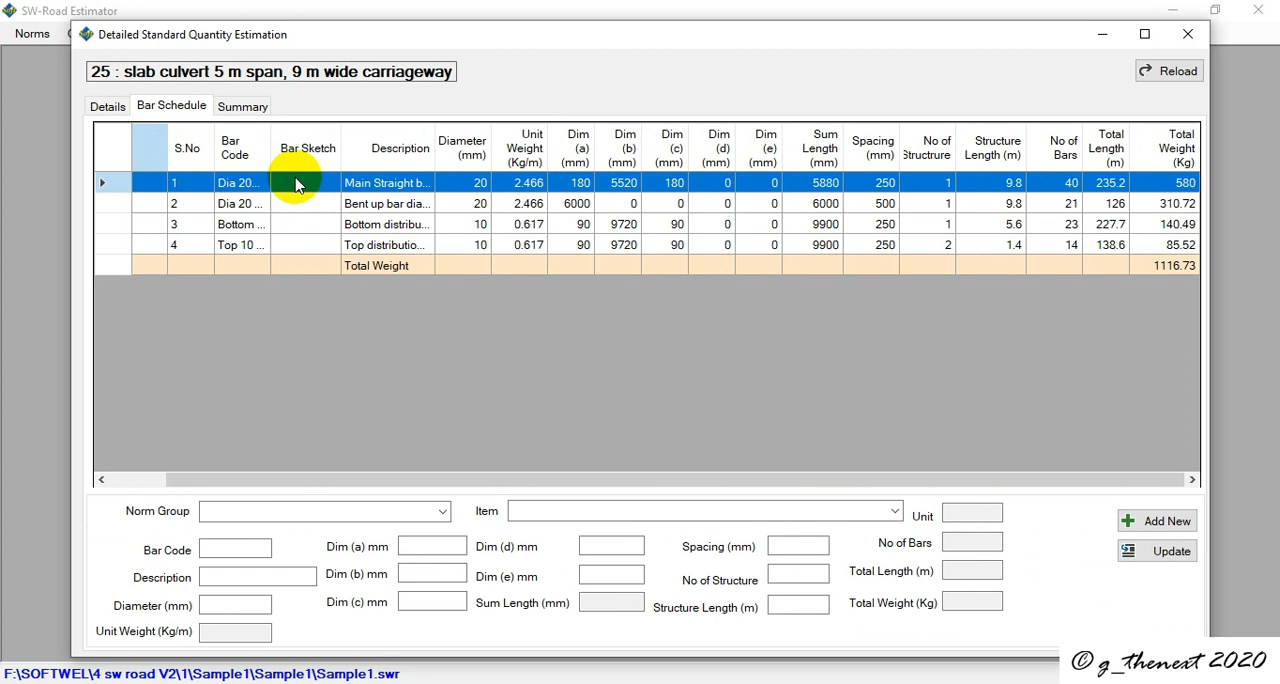 SW-Road Estimator
Norms
Detailed Standard Quantity Estimation
25 : slab culvert 5 m span, 9 m wide carriageway
Reload
Details Bar Schedule Summary
S.No Bar Code Bar Sketch Description Diameter (mm) Unit Weight (Kg/m) Dim (a) (mm) Dim (b) (mm) Dim (c) (mm) Dim (d) (mm) Dim (e) (mm) Sum Length (mm) Spacing (mm) No of Structrure Structure Length (m) No of Bars Total Length (m) Total Weight (Kg)
1 Dia 20... Main Straight b... 20 2.466 180 5520 180 0 0 5880 250 1 9.8 40 235.2 580
2 Dia 20 ... Bent up bar dia... 20 2.466 6000 0 0 0 0 6000 500 1 9.8 21 126 310.72
3 Bottom ... Bottom distribu... 10 0.617 90 9720 90 0 0 9900 250 1 5.6 23 227.7 140.49
4 Top 10 ... Top distributio... 10 0.617 90 9720 90 0 0 9900 250 2 1.4 14 138.6 85.52
Total Weight 1116.73
Norm Group Item Unit
Add New
Bar Code Dim (a) mm Dim (d) mm Spacing (mm) No of Bars
Update
Description Dim (b) mm Dim (e) mm No of Structure Total Length (m)
Diameter (mm) Dim (c) mm Sum Length (mm) Structure Length (m) Total Weight (Kg)
Unit Weight (Kg/m)
F:\SOFTWEL\4 sw road V2\1\Sample1\Sample1\Sample1.swr
© g_thenext 2020